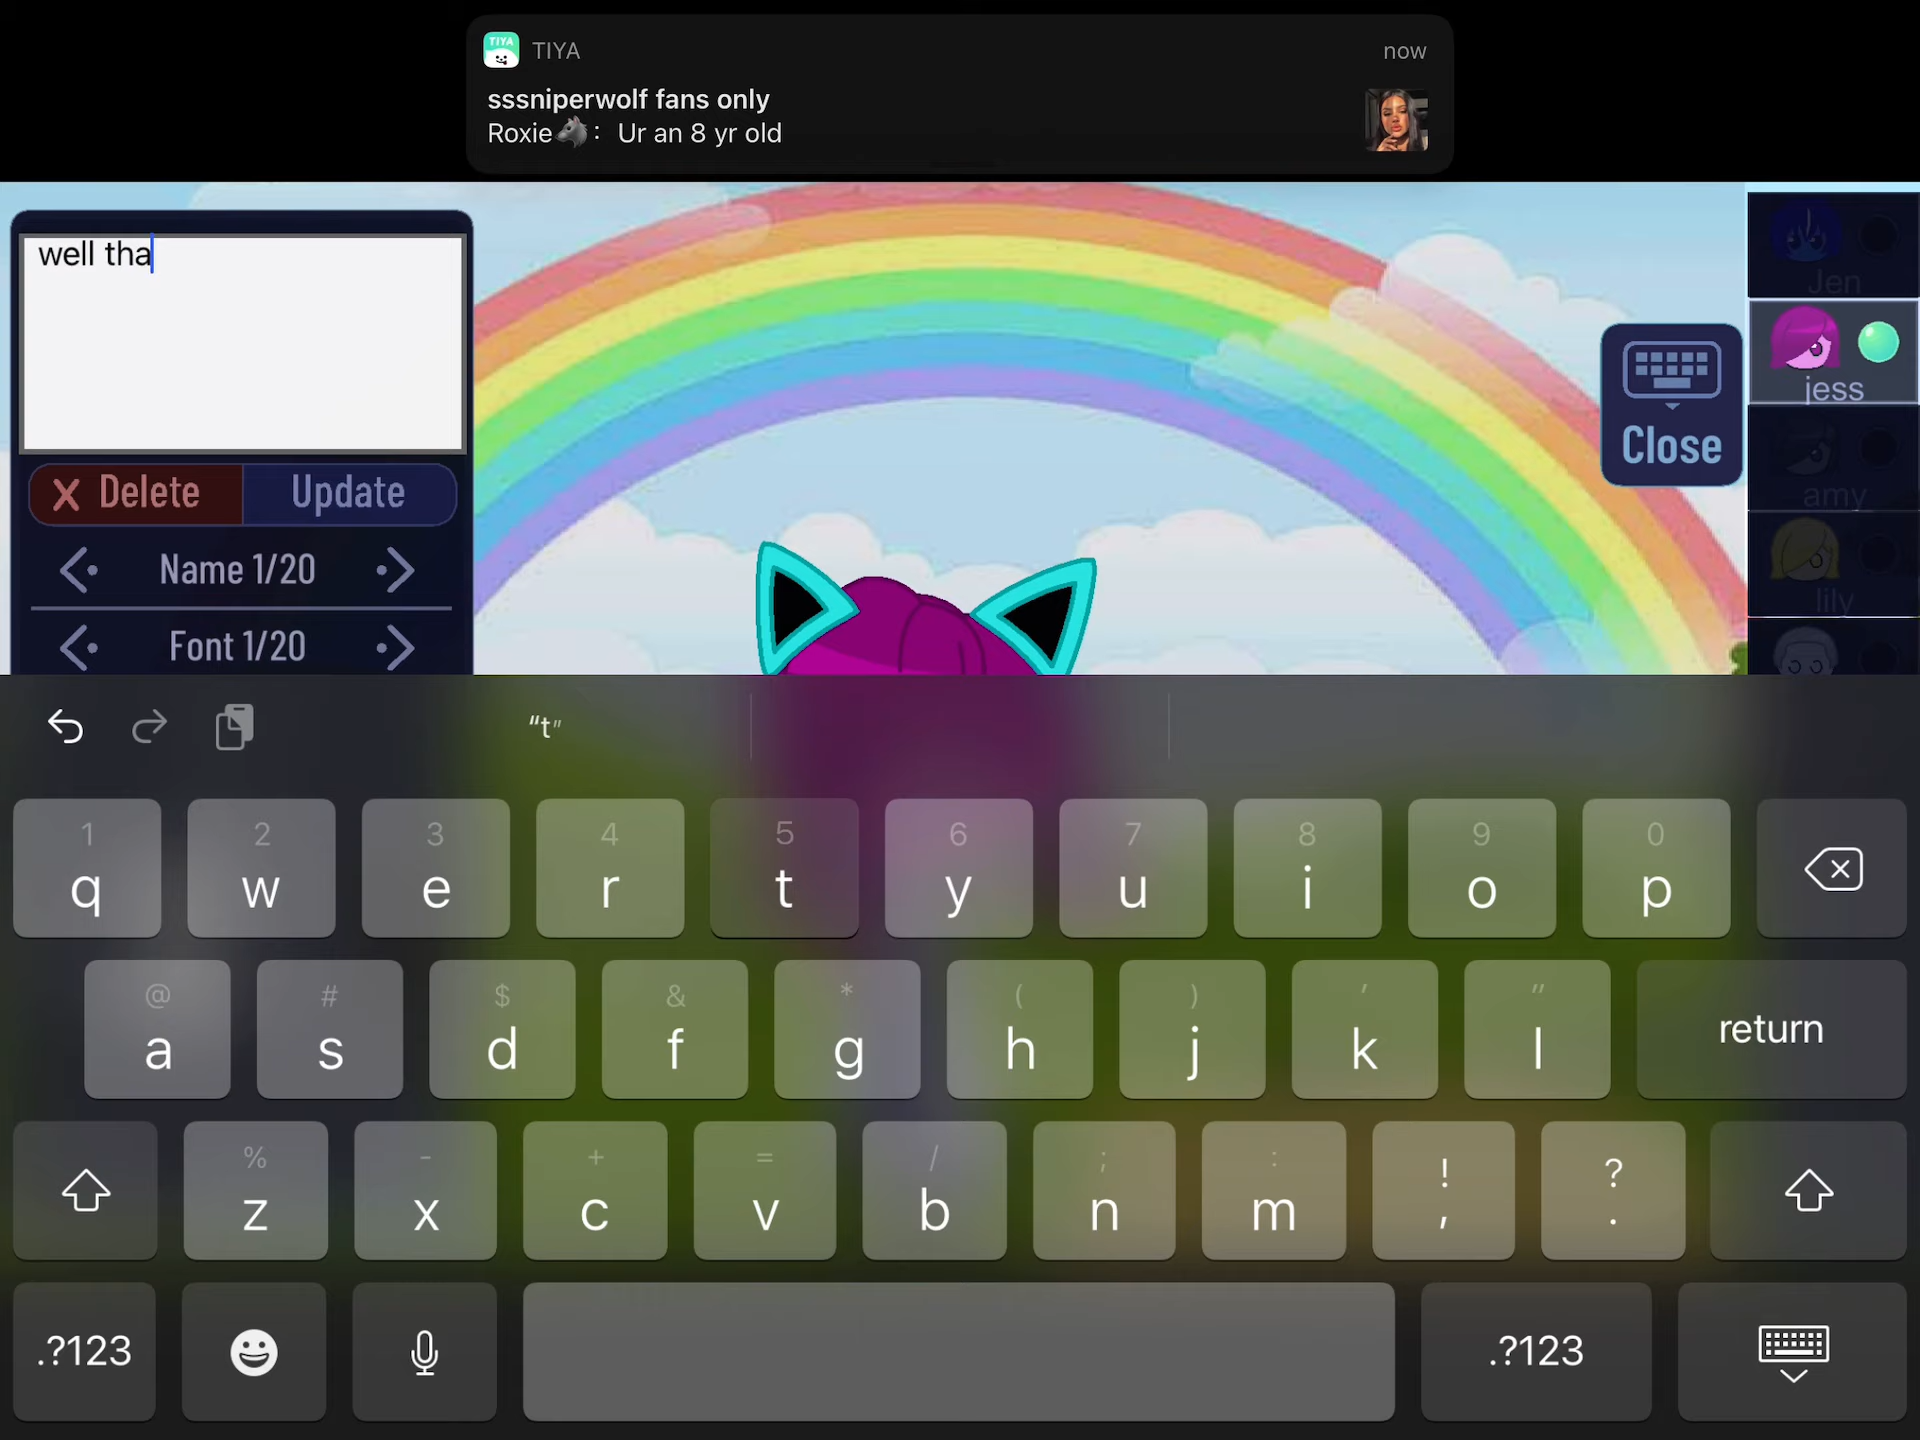 TIYA
TIYA
now
sssniperwolf fans only
Roxie🐺: Ur an 8 yr old
well tha
X Delete
Update
Name 1/20
Font 1/20
Close
Jen
jess
amy
lily
“t”
1 2 3 4 5 6 7 8 9 0
q w e r t y u i o p
@ # $ & * ( ) ' "
a s d f g h j k l
return
% - + = / ; : ! ?
z x c v b n m , .
.?123
.?123